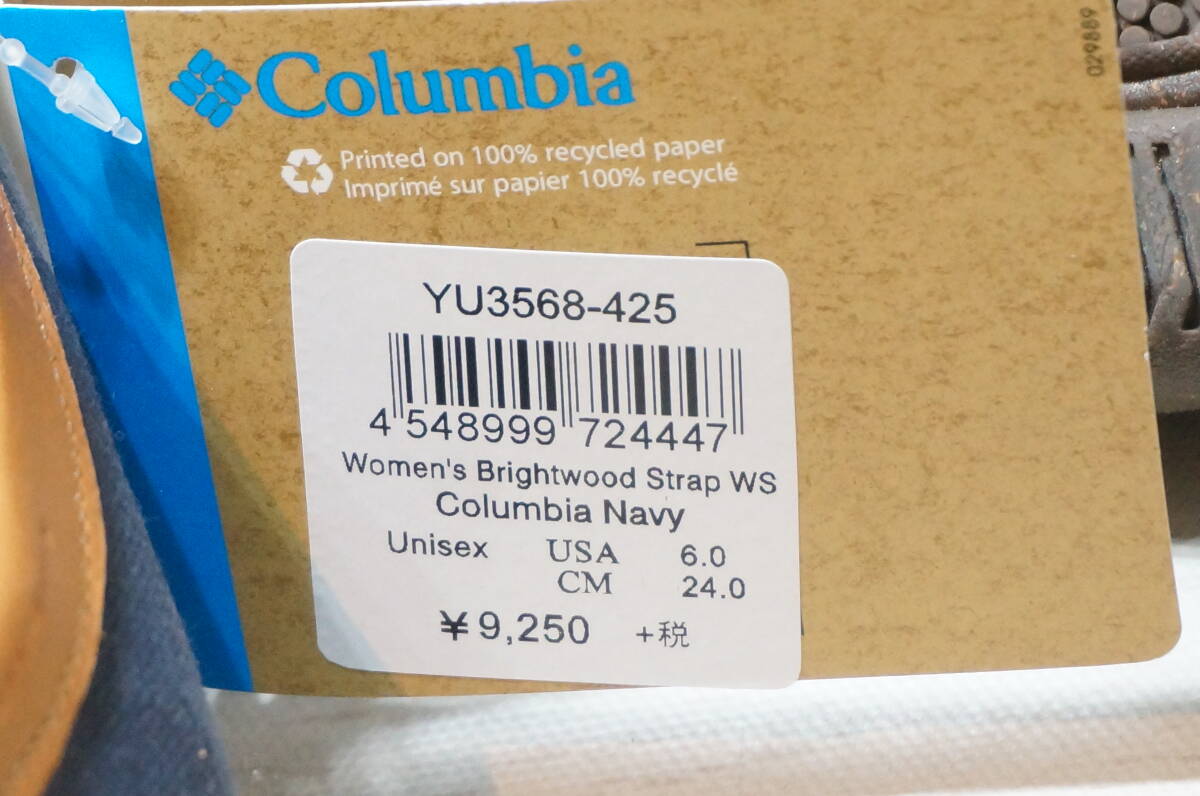 Columbia
Printed on 100% recycled paper
Imprimé sur papier 100% recyclé
029889
YU3568-425
4 548999 724447
Women's Brightwood Strap WS
Columbia Navy
Unisex USA 6.0
CM 24.0
¥9,250 +税